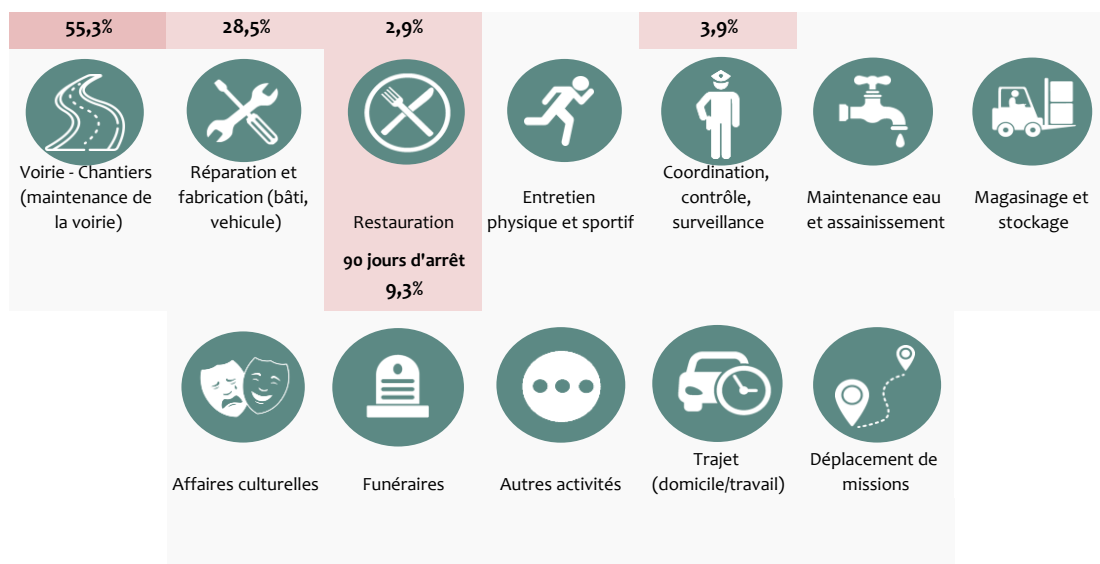 55,3%
28,5%
2,9%
3,9%
Voirie - Chantiers
(maintenance de
la voirie)
Réparation et
fabrication (bâti,
vehicule)
Restauration
90 jours d'arrêt
9,3%
Entretien
physique et sportif
Coordination,
contrôle,
surveillance
Maintenance eau
et assainissement
Magasinage et
stockage
Affaires culturelles
Funéraires
Autres activités
Trajet
(domicile/travail)
Déplacement de
missions